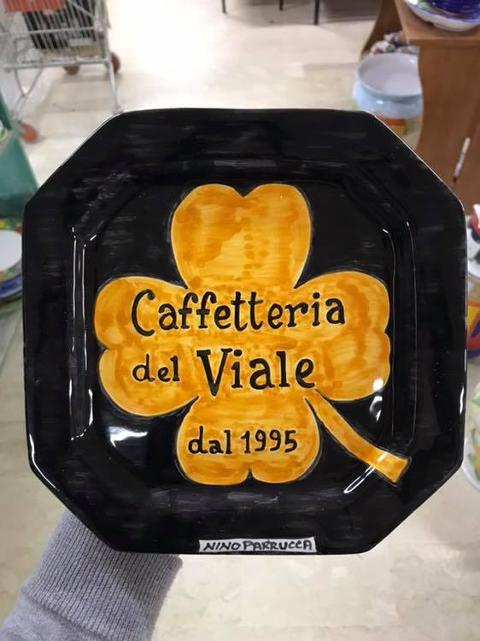 Caffetteria
del Viale
dal 1995
NINO PARRUCCA